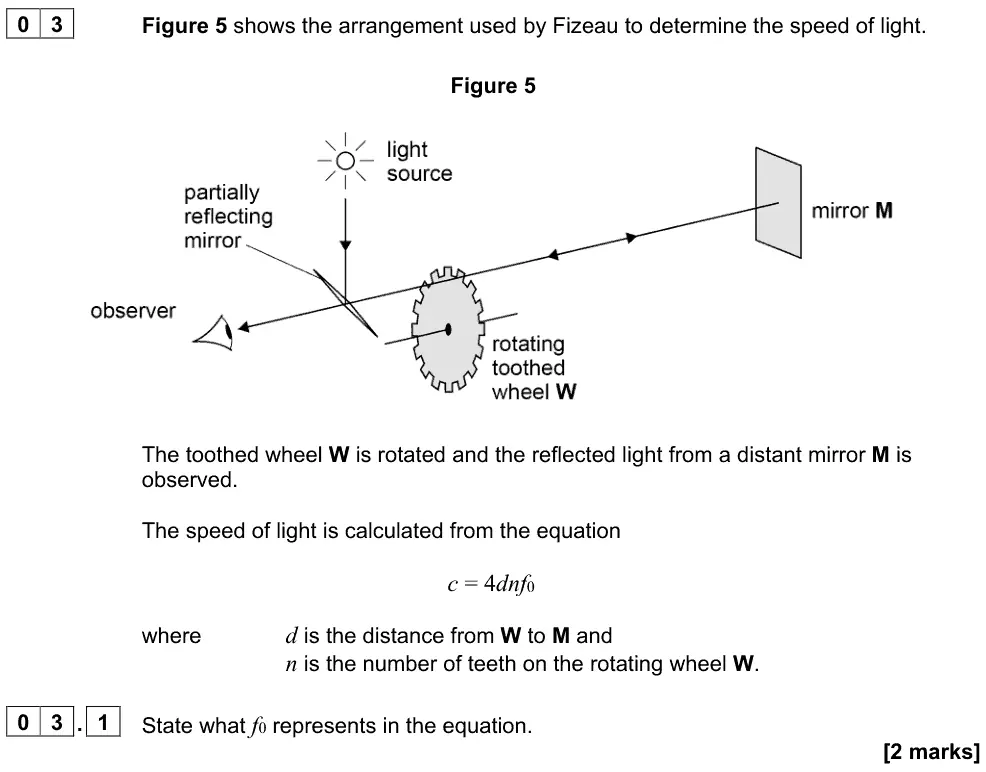 0 3 Figure 5 shows the arrangement used by Fizeau to determine the speed of light.
Figure 5
light
source
partially
reflecting
mirror
mirror M
observer
rotating
toothed
wheel W
The toothed wheel W is rotated and the reflected light from a distant mirror M is
observed.
The speed of light is calculated from the equation
c = 4dnf₀
where d is the distance from W to M and
n is the number of teeth on the rotating wheel W.
0 3 . 1 State what f₀ represents in the equation.
[2 marks]